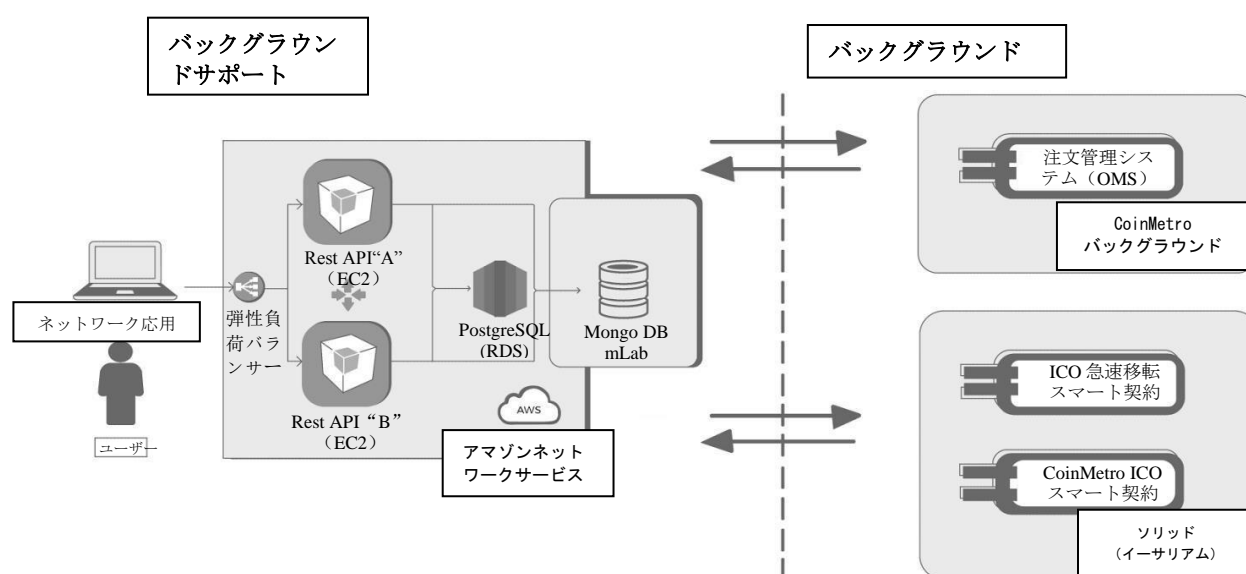 バックグラウン
ドサポート
バックグラウンド
注文管理シス
テム（OMS）
CoinMetro
バックグラウンド
Rest API“A”
（EC2）
ネットワーク応用
弾性負
荷バラ
ンサー
PostgreSQL
(RDS)
Mongo DB
mLab
ICO 急速移転
スマート契約
Rest API “B”
（EC2）
AWS
ユーザー
アマゾンネット
ワークサービス
CoinMetro ICO
スマート契約
ソリッド
（イーサリアム）